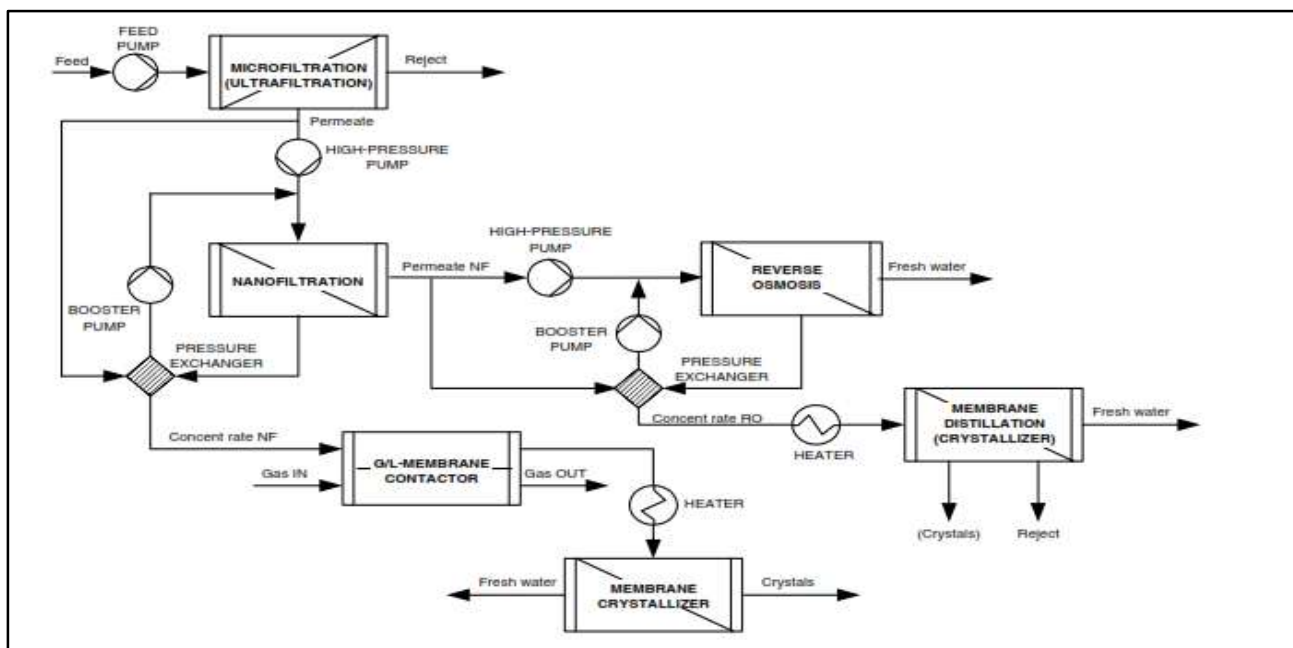 FEED
PUMP
Feed
MICROFILTRATION
(ULTRAFILTRATION)
Reject
Permeate
HIGH-PRESSURE
PUMP
NANOFILTRATION
Permeate NF
HIGH-PRESSURE
PUMP
REVERSE
OSMOSIS
Fresh water
BOOSTER
PUMP
PRESSURE
EXCHANGER
BOOSTER
PUMP
PRESSURE
EXCHANGER
Concent rate RO
HEATER
MEMBRANE
DISTILLATION
(CRYSTALLIZER)
Fresh water
(Crystals)
Reject
Concent rate NF
Gas IN
G/L-MEMBRANE
CONTACTOR
Gas OUT
HEATER
Fresh water
MEMBRANE
CRYSTALLIZER
Crystals